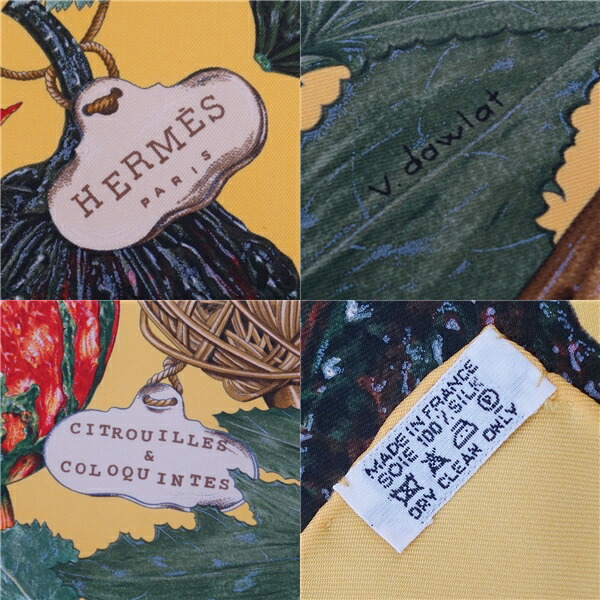 HERMÈS
PARIS
v. dawlat
CITROUILLES
&
COLOQUINTES
MADE IN FRANCE
SOIE 100% SILK
DRY CLEAN ONLY